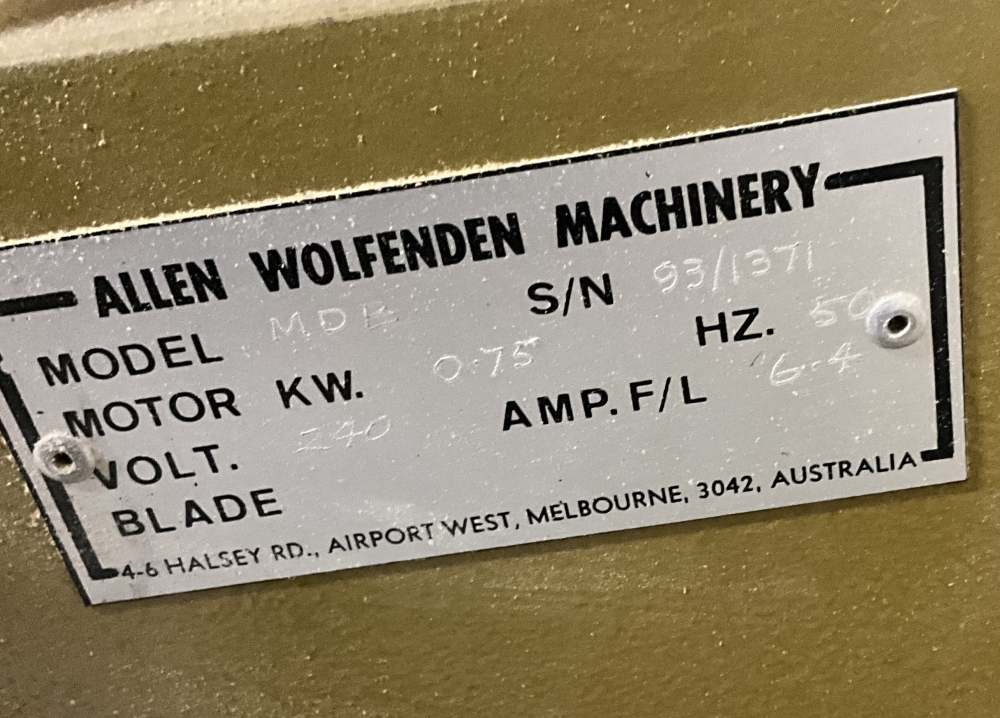 ALLEN WOLFENDEN MACHINERY
MODEL S/N 93/1371
MOTOR KW. 0.75 HZ. 50
VOLT. 240 AMP. F/L 6.4
BLADE
4-6 HALSEY RD., AIRPORT WEST, MELBOURNE, 3042, AUSTRALIA